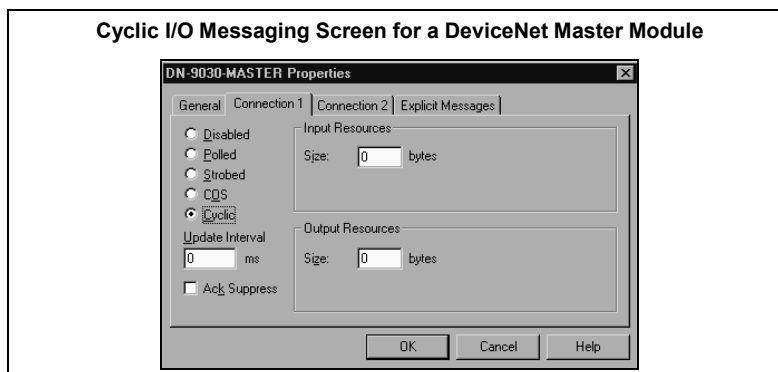 Cyclic I/O Messaging Screen for a DeviceNet Master Module
DN-9030-MASTER Properties
General Connection 1 Connection 2 Explicit Messages
Disabled
Polled
Strobed
COS
Cyclic
Update Interval
0 ms
Ack Suppress
Input Resources
Size: 0 bytes
Output Resources
Size: 0 bytes
OK Cancel Help